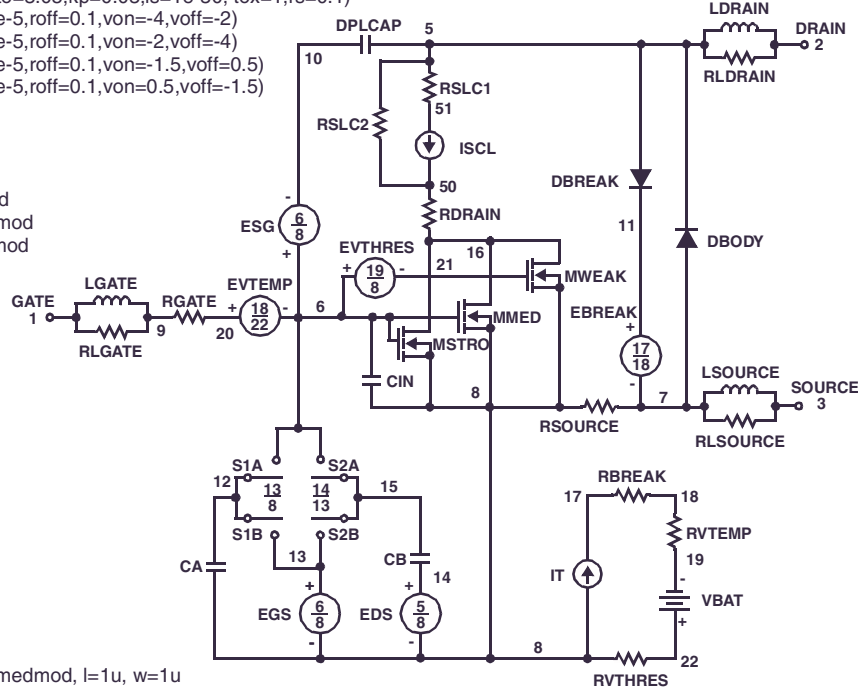 e-5,roff=0.1,von=-4,voff=-2)
e-5,roff=0.1,von=-2,voff=-4)
e-5,roff=0.1,von=-1.5,voff=0.5)
e-5,roff=0.1,von=0.5,voff=-1.5)
d
mod
mod
LDRAIN
DPLCAP 5 DRAIN
10 2
RLDRAIN
RSLC1
51
RSLC2
ISCL
DBREAK
50
RDRAIN
ESG 6 8
- +
11
DBODY
EVTHRES
16
21
+ 19 8 -
MWEAK
LGATE
EVTEMP
GATE RGATE
1
+ 18 22 -
6
EBREAK
MMED
9
20
RLGATE
MSTRO
+ 17 18 -
CIN
LSOURCE
8
7
SOURCE
3
RSOURCE
RLSOURCE
S1A S2A
12
13 8
14 13
15
RBREAK
17 18
S1B S2B
RVTEMP
13
CA
CB
14
19
IT
-
VBAT
+
+ EGS 6 8 -
+ EDS 5 8 -
8
22
RVTHRES
medmod, l=1u, w=1u